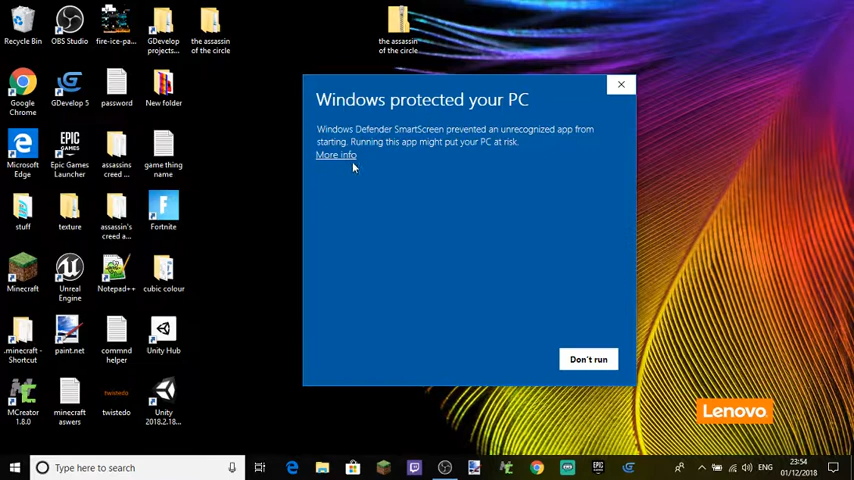 Recycle Bin
OBS Studio
fire-ice-pa...
GDevelop
projects...
the assassin
of the circle
the assassin
of the circle
Google
Chrome
GDevelop 5
password
New folder
Microsoft
Edge
Epic Games
Launcher
assassins
creed ...
game thing
name
stuff
texture
assassin's
creed a...
Fortnite
Minecraft
Unreal
Engine
Notepad++
cubic colour
.minecraft -
Shortcut
paint.net
commnd
helper
Unity Hub
MCreator
1.8.0
minecraft
aswers
twistedo
twistedo
Unity
2018.2.18...
EPIC
GAMES
Windows protected your PC
Windows Defender SmartScreen prevented an unrecognized app from
starting. Running this app might put your PC at risk.
More info
Don't run
Lenovo
Type here to search
EPIC
ENG
23:54
01/12/2018